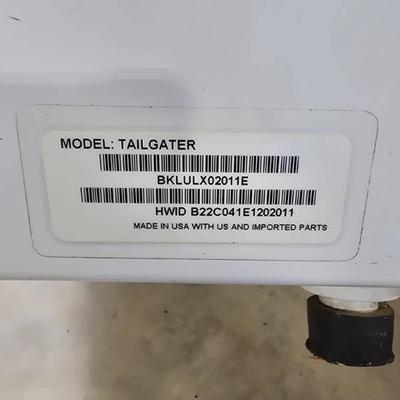 MODEL: TAILGATER
BKLULX02011E
HWID B22C041E1202011
MADE IN USA WITH US AND IMPORTED PARTS